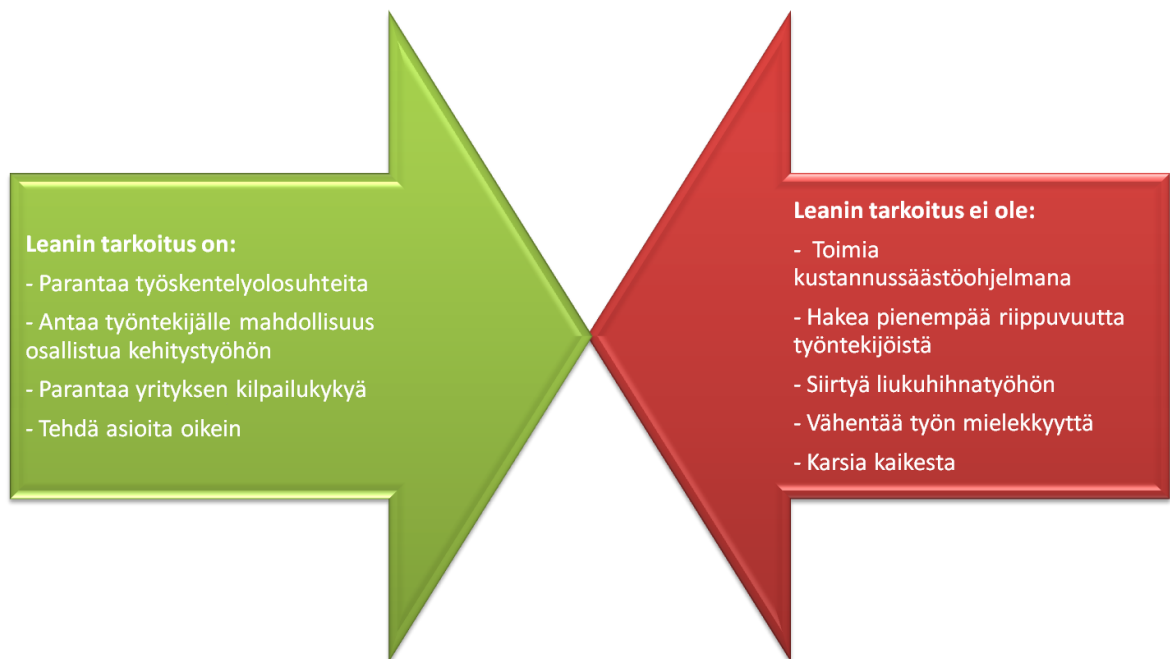 Leanin tarkoitus on:
- Parantaa työskentelyolosuhteita
- Antaa työntekijälle mahdollisuus
osallistua kehitystyöhön
- Parantaa yrityksen kilpailukykyä
- Tehdä asioita oikein
Leanin tarkoitus ei ole:
- Toimia
kustannussäästöohjelmana
- Hakea pienempää riippuvuutta
työntekijöistä
- Siirtyä liukuhihnatyöhön
- Vähentää työn mielekkyyttä
- Karsia kaikesta